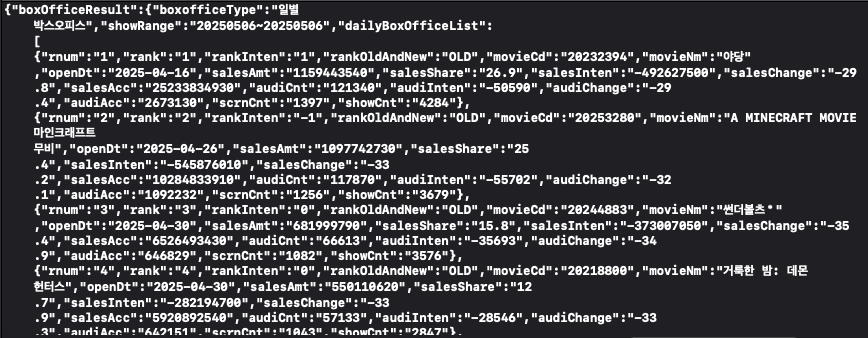 {"boxOfficeResult":{"boxofficeType":"일별
박스오피스","showRange":"20250506~20250506","dailyBoxOfficeList":
[
{"rnum":"1","rank":"1","rankInten":"1","rankOldAndNew":"OLD","movieCd":"20232394","movieNm":"야당"
,"openDt":"2025-04-16","salesAmt":"1159443540","salesShare":"26.9","salesInten":"-492627500","salesChange":"-29
.8","salesAcc":"25233834930","audiCnt":"121340","audiInten":"-50590","audiChange":"-29
.4","audiAcc":"2673130","scrnCnt":"1397","showCnt":"4284"},
{"rnum":"2","rank":"2","rankInten":"-1","rankOldAndNew":"OLD","movieCd":"20253280","movieNm":"A MINECRAFT MOVIE
마인크래프트
무비","openDt":"2025-04-26","salesAmt":"1097742730","salesShare":"25
.4","salesInten":"-545876010","salesChange":"-33
.2","salesAcc":"10284833910","audiCnt":"117870","audiInten":"-55702","audiChange":"-32
.1","audiAcc":"1092232","scrnCnt":"1256","showCnt":"3679"},
{"rnum":"3","rank":"3","rankInten":"0","rankOldAndNew":"OLD","movieCd":"20244883","movieNm":"썬더볼츠*"
,"openDt":"2025-04-30","salesAmt":"681999790","salesShare":"15.8","salesInten":"-373007050","salesChange":"-35
.4","salesAcc":"6526493430","audiCnt":"66613","audiInten":"-35693","audiChange":"-34
.9","audiAcc":"646829","scrnCnt":"1082","showCnt":"3576"},
{"rnum":"4","rank":"4","rankInten":"0","rankOldAndNew":"OLD","movieCd":"20218800","movieNm":"거룩한 밤: 데몬
헌터스","openDt":"2025-04-30","salesAmt":"550110620","salesShare":"12
.7","salesInten":"-282194700","salesChange":"-33
.9","salesAcc":"5920892540","audiCnt":"57133","audiInten":"-28546","audiChange":"-33
.3","audiAcc":"642151","scrnCnt":"1043","showCnt":"2847"},